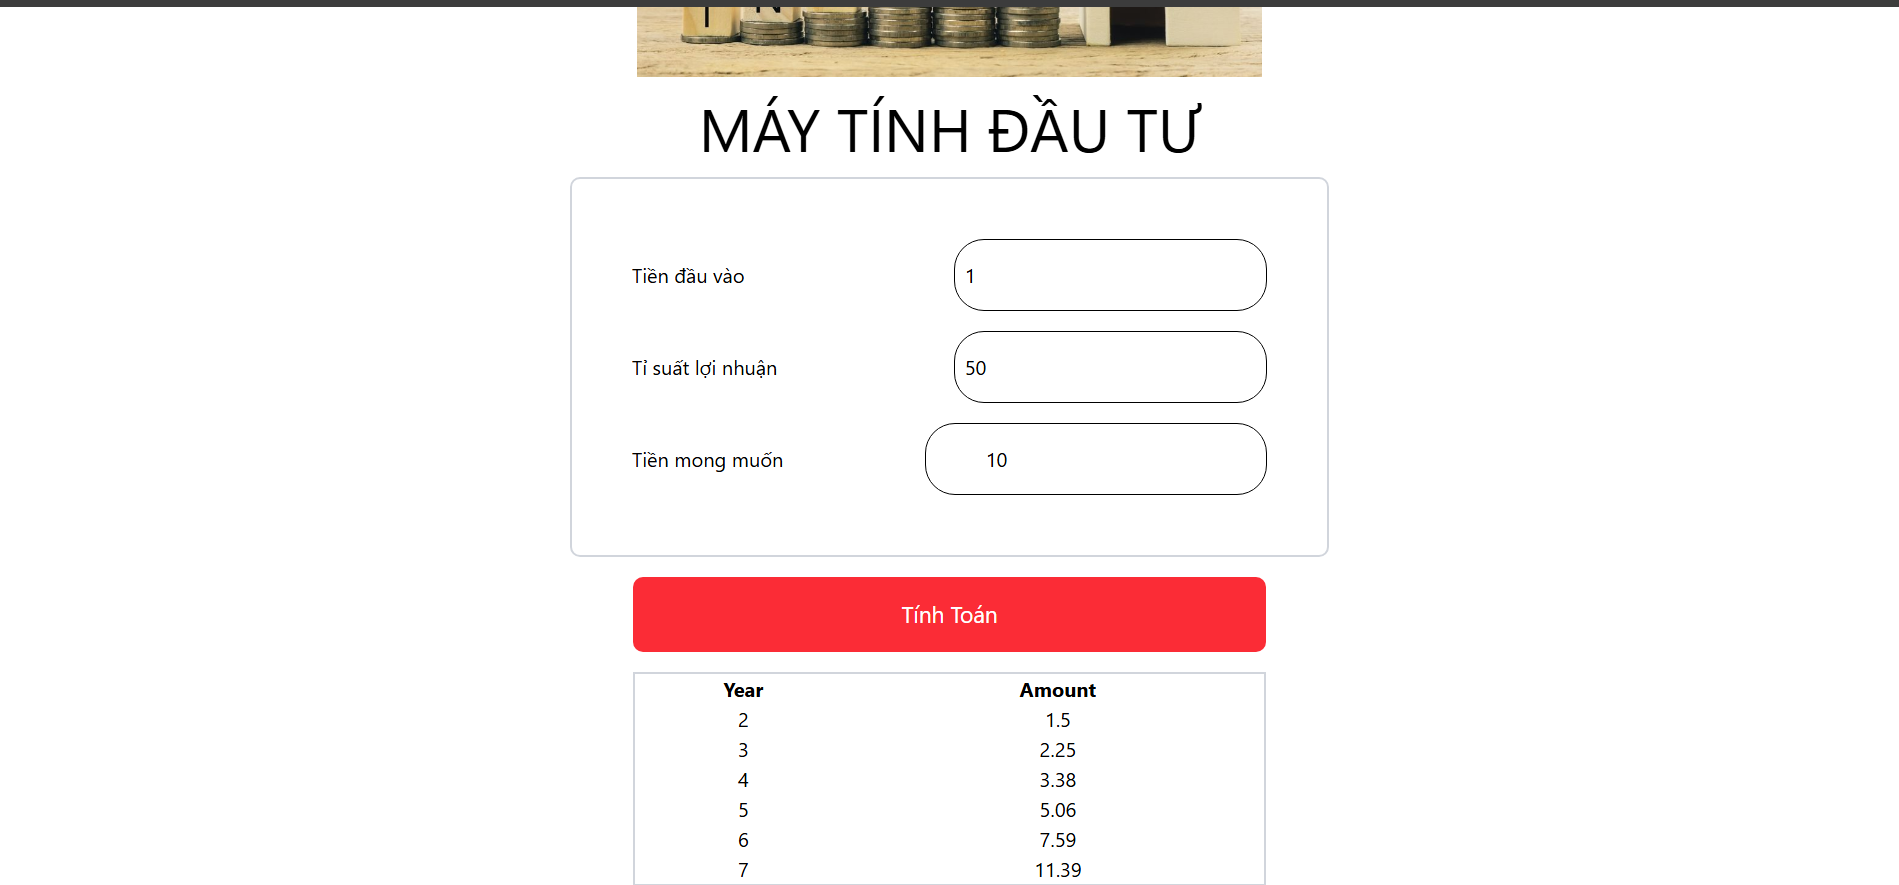 MÁY TÍNH ĐẦU TƯ
Tiền đầu vào 1
Tỉ suất lợi nhuận 50
Tiền mong muốn 10
Tính Toán
Year Amount
2 1.5
3 2.25
4 3.38
5 5.06
6 7.59
7 11.39